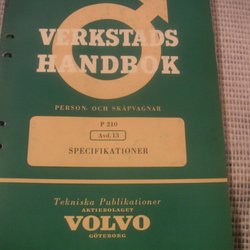 VERKSTADS
HANDBOK
PERSON- OCH SKÅPVAGNAR
P 210
Avd. 13
SPECIFIKATIONER
Tekniska Publikationer
AKTIEBOLAGET
VOLVO
GÖTEBORG